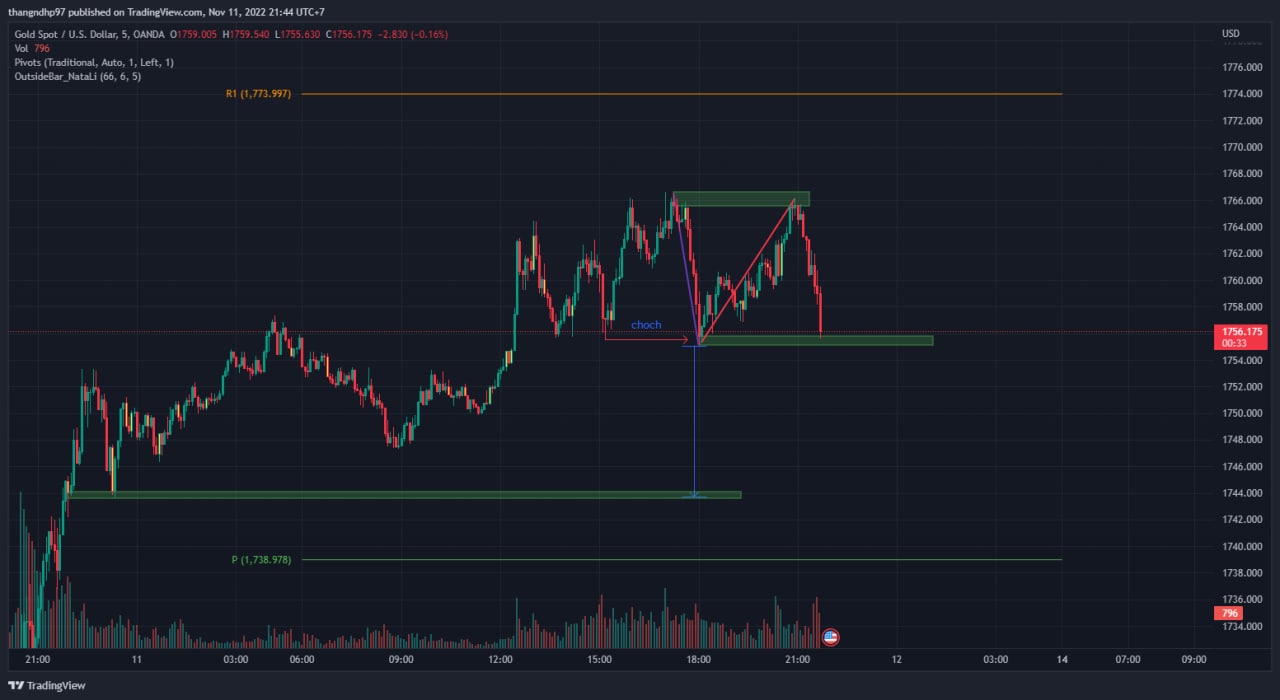 thangndhp97 published on TradingView.com, Nov 11, 2022 21:44 UTC+7
Gold Spot / U.S. Dollar, 5, OANDA O1759.005 H1759.540 L1755.630 C1756.175 −2.830 (−0.16%)
Vol 796
Pivots (Traditional, Auto, 1, Left, 1)
OutsideBar_NataLi (66, 6, 5)
USD
1776.000
1774.000
1772.000
1770.000
1768.000
1766.000
1764.000
1762.000
1760.000
1758.000
1756.175
00:33
1754.000
1752.000
1750.000
1748.000
1746.000
1744.000
1742.000
1740.000
1738.000
1736.000
796
1734.000
R1 (1,773.997)
choch
P (1,738.978)
21:00 11 03:00 06:00 09:00 12:00 15:00 18:00 21:00 12 03:00 14 07:00 09:00
TradingView